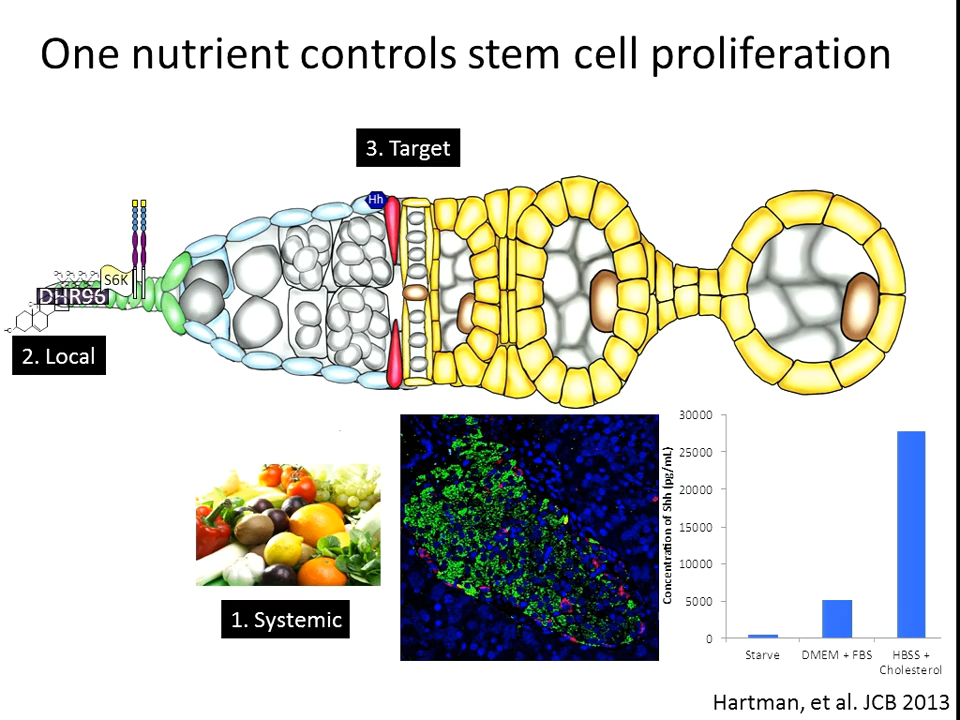 One nutrient controls stem cell proliferation
3. Target
Hh
S6K
DHR96
2. Local
1. Systemic
Concentration of Shh (pg/mL)
30000
25000
20000
15000
10000
5000
0
Starve
DMEM + FBS
HBSS +
Cholesterol
Hartman, et al. JCB 2013